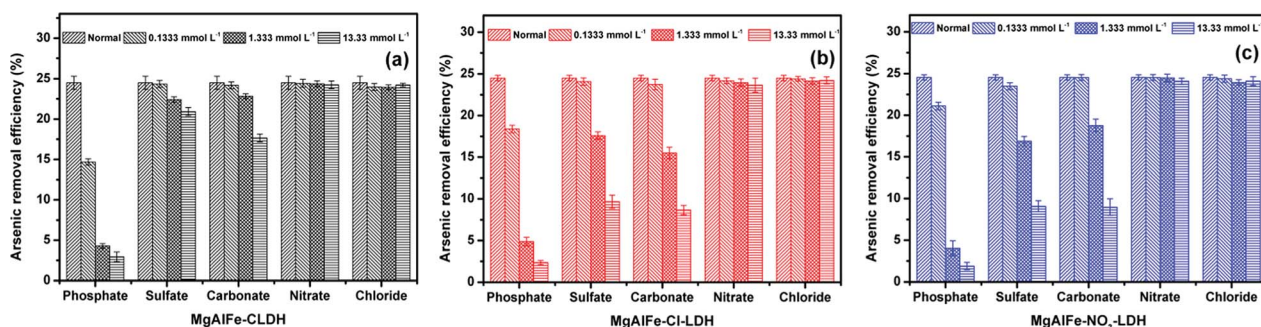 Normal 0.1333 mmol L⁻¹ 1.333 mmol L⁻¹ 13.33 mmol L⁻¹
(a)
Arsenic removal efficiency (%)
30
25
20
15
10
5
0
Phosphate Sulfate Carbonate Nitrate Chloride
MgAlFe-CLDH
Normal 0.1333 mmol L⁻¹ 1.333 mmol L⁻¹ 13.33 mmol L⁻¹
(b)
Arsenic removal efficiency (%)
30
25
20
15
10
5
0
Phosphate Sulfate Carbonate Nitrate Chloride
MgAlFe-Cl-LDH
Normal 0.1333 mmol L⁻¹ 1.333 mmol L⁻¹ 13.33 mmol L⁻¹
(c)
Arsenic removal efficiency (%)
30
25
20
15
10
5
0
Phosphate Sulfate Carbonate Nitrate Chloride
MgAlFe-NO₃-LDH